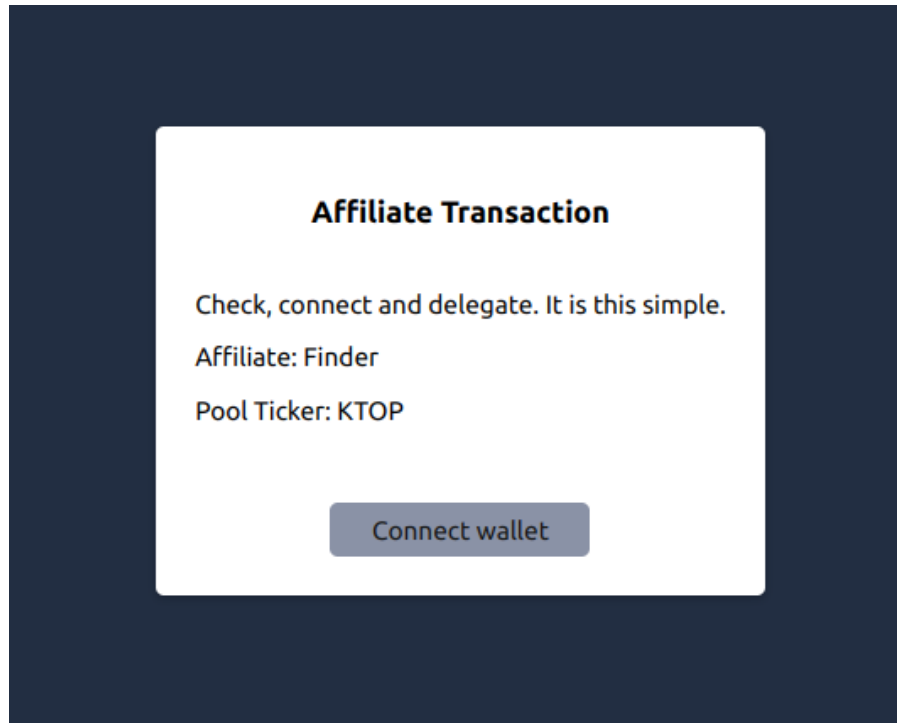 Affiliate Transaction
Check, connect and delegate. It is this simple.
Affiliate: Finder
Pool Ticker: KTOP
Connect wallet